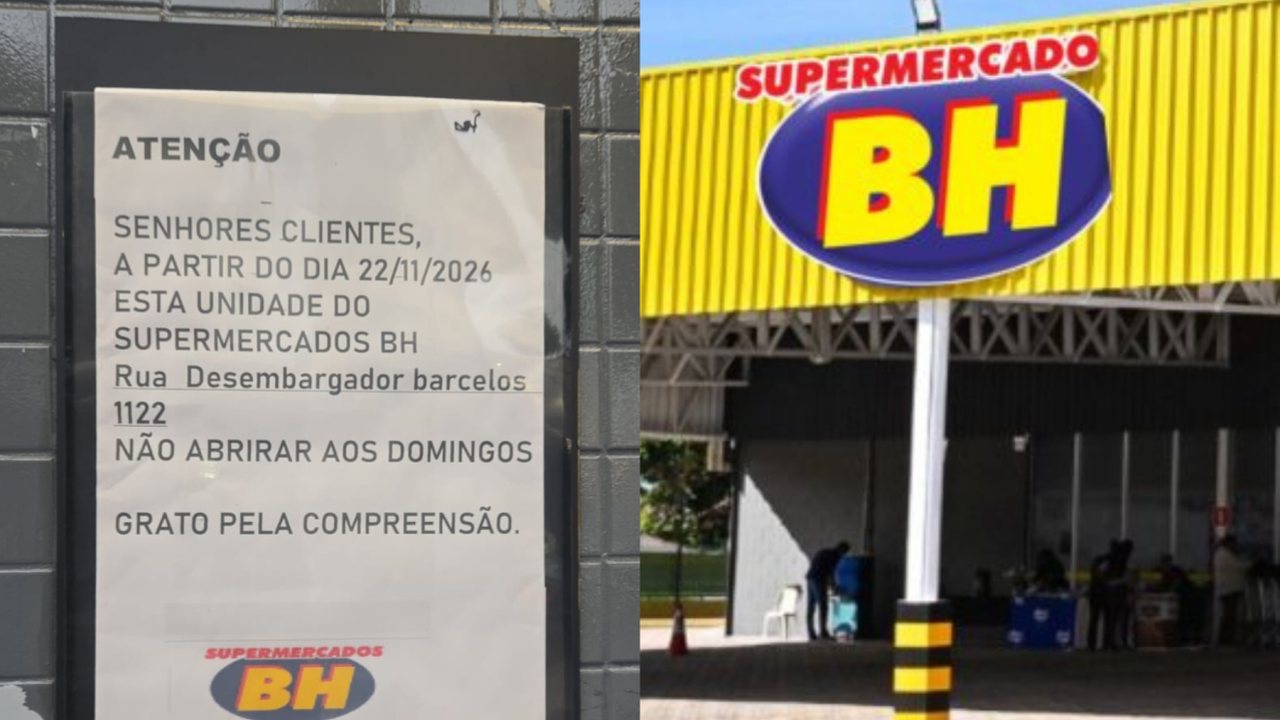 ATENÇÃO
SENHORES CLIENTES,
A PARTIR DO DIA 22/11/2026
ESTA UNIDADE DO
SUPERMERCADOS BH
Rua Desembargador barcelos
1122
NÃO ABRIRAR AOS DOMINGOS
GRATO PELA COMPREENSÃO.
SUPERMERCADOS
BH
SUPERMERCADO
BH